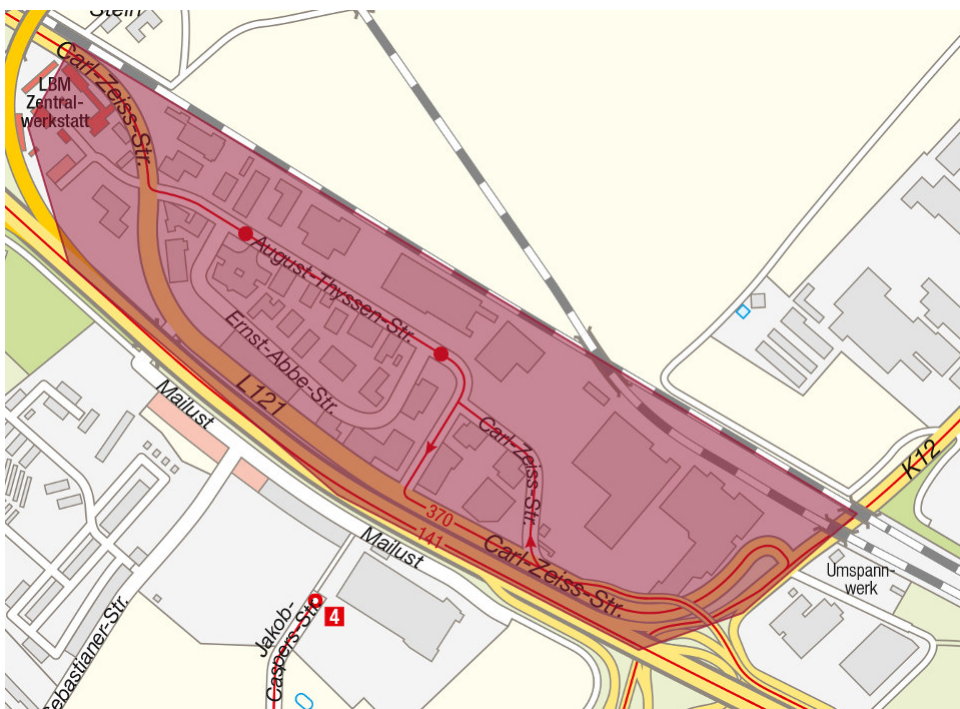 Stein
Carl-Zeiss-Str.
LBM
Zentral-
werkstatt
August-Thyssen-Str.
Ernst-Abbe-Str.
L121
Mailust
Carl-Zeiss-Str.
K12
370
141
Carl-Zeiss-Str.
Mailust
Umspann-
werk
Jakob-
Caspers-Str.
4
Sebastianer-Str.